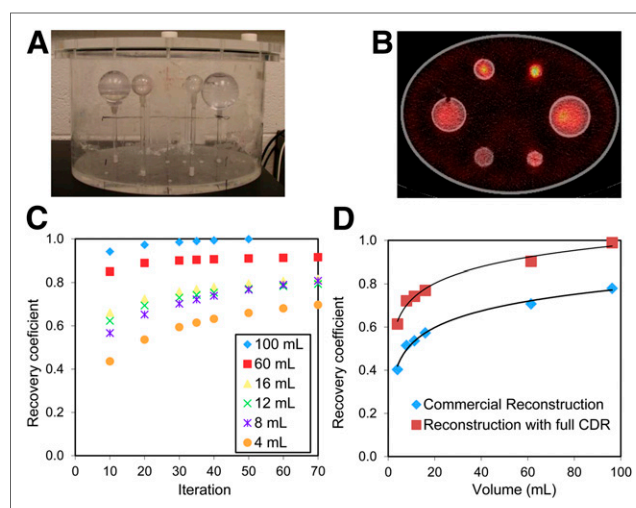 A
B
C
Recovery coefficient
1.0
0.8
0.6
0.4
0.2
0
0 10 20 30 40 50 60 70
Iteration
100 mL
60 mL
16 mL
12 mL
8 mL
4 mL
D
Recovery coefficient
1.0
0.8
0.6
0.4
0.2
0
0 20 40 60 80 100
Volume (mL)
Commercial Reconstruction
Reconstruction with full CDR